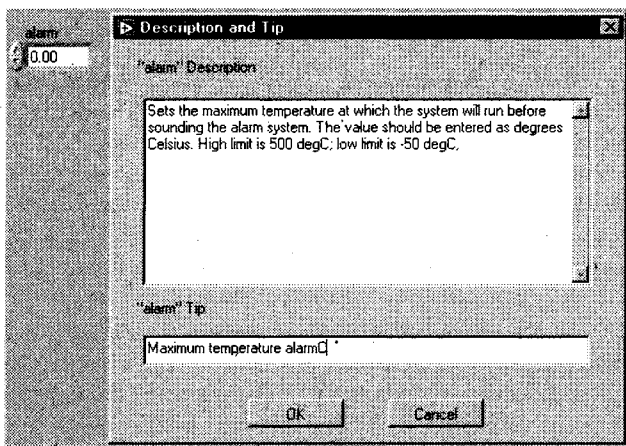 alarm
0.00
Description and Tip
"alarm" Description
Sets the maximum temperature at which the system will run before
sounding the alarm system. The value should be entered as degrees
Celsius. High limit is 500 degC; low limit is -50 degC,
"alarm" Tip
Maximum temperature alarmC
OK
Cancel